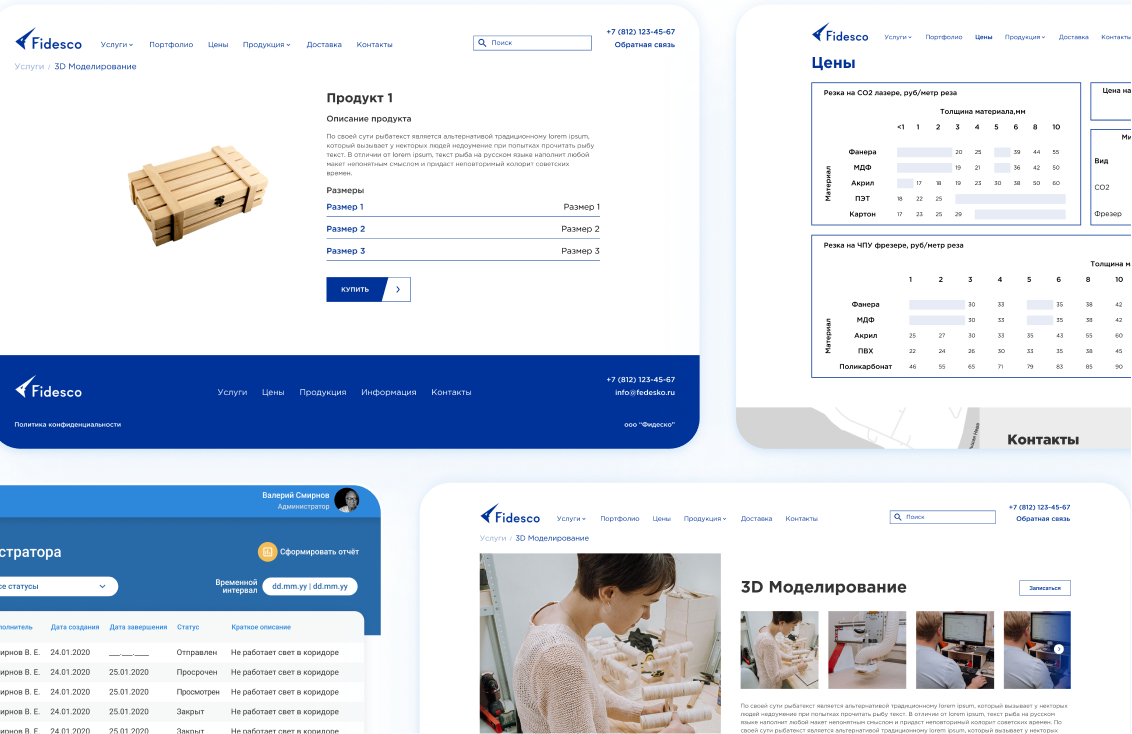 Fidesco
Услуги Портфолио Цены Продукция Доставка Контакты
Поиск
+7 (812) 123-45-67
Обратная связь
Услуги / 3D Моделирование
Продукт 1
Описание продукта
По своей сути рыбатекст является альтернативой традиционному lorem ipsum,
который вызывает у некторых людей недоумение при попытках прочитать рыбу
текст. В отличии от lorem ipsum, текст рыба на русском языке наполнит любой
макет непонятным смыслом и придаст неповторимый колорит советских
времен.
Размеры
Размер 1 Размер 1
Размер 2 Размер 2
Размер 3 Размер 3
КУПИТЬ
Fidesco
Услуги Цены Продукция Информация Контакты
+7 (812) 123-45-67
info@fedesko.ru
Политика конфиденциальности
ооо "Фидеско"
Fidesco
Услуги Портфолио Цены Продукция Доставка Контакты
Цены
Резка на СО2 лазере, руб/метр реза
Толщина материала,мм
<1 1 2 3 4 5 6 8 10
Материал
Фанера 20 25 39 44 55
МДФ 19 21 36 42 50
Акрил 17 18 19 23 30 38 50 60
ПЭТ 18 22 25
Картон 17 23 25 29
Цена на
Ми
Вид
СО2
Фрезер
Резка на ЧПУ фрезере, руб/метр реза
Толщина м
1 2 3 4 5 6 8 10
Материал
Фанера 30 33 35 38 42
МДФ 30 33 35 38 42
Акрил 25 27 30 33 35 43 55 60
ПВХ 22 24 26 30 33 35 38 45
Поликарбонат 46 55 65 71 79 83 85 90
Контакты
Валерий Смирнов
Администратор
стратора
Сформировать отчёт
се статусы
Временной
интервал
dd.mm.yy | dd.mm.yy
полнитель Дата создания Дата завершения Статус Краткое описание
мирнов В. Е. 24.01.2020 __.__.____ Отправлен Не работает свет в коридоре
мирнов В. Е. 24.01.2020 25.01.2020 Просрочен Не работает свет в коридоре
мирнов В. Е. 24.01.2020 25.01.2020 Просмотрен Не работает свет в коридоре
мирнов В. Е. 24.01.2020 25.01.2020 Закрыт Не работает свет в коридоре
мирнов В. Е. 24.01.2020 25.01.2020 Закрыт Не работает свет в коридоре
Fidesco
Услуги Портфолио Цены Продукция Доставка Контакты
Поиск
+7 (812) 123-45-67
Обратная связь
Услуги / 3D Моделирование
3D Моделирование
Записаться
По своей сути рыбатекст является альтернативой традиционному lorem ipsum, который вызывает у некторых
людей недоумение при попытках прочитать рыбу текст. В отличии от lorem ipsum, текст рыба на русском
языке наполнит любой макет непонятным смыслом и придаст неповторимый колорит советских времен. По
своей сути рыбатекст является альтернативой традиционному lorem ipsum, который вызывает у некторых